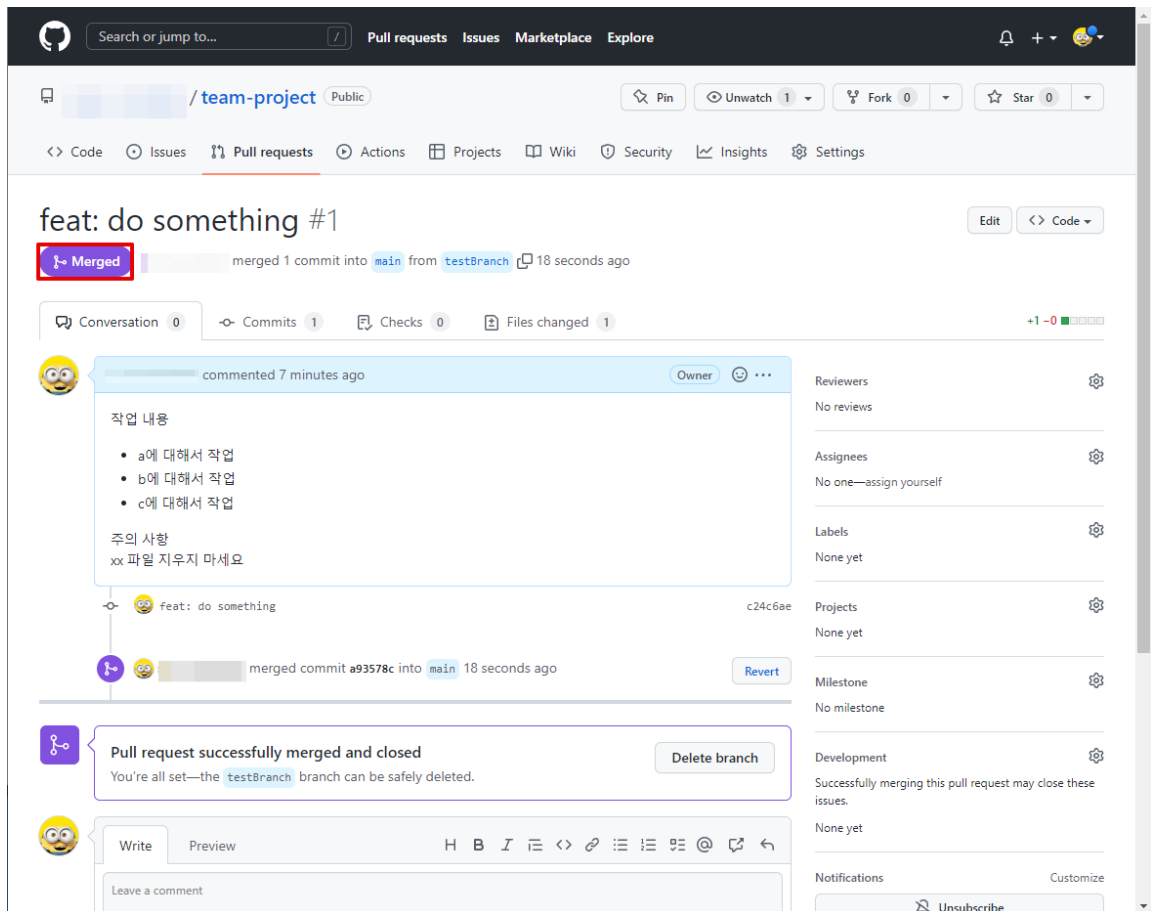 Search or jump to... / Pull requests Issues Marketplace Explore
/ team-project Public Pin Unwatch 1 Fork 0 Star 0
Code Issues Pull requests Actions Projects Wiki Security Insights Settings
feat: do something #1 Edit Code
Merged merged 1 commit into main from testBranch 18 seconds ago
Conversation 0 Commits 1 Checks 0 Files changed 1 +1 −0
commented 7 minutes ago Owner ...
작업 내용
• a에 대해서 작업
• b에 대해서 작업
• c에 대해서 작업
주의 사항
xx 파일 지우지 마세요
feat: do something c24c6ae
merged commit a93578c into main 18 seconds ago Revert
Pull request successfully merged and closed
You're all set—the testBranch branch can be safely deleted.
Delete branch
Write Preview H B I @
Leave a comment
Reviewers
No reviews
Assignees
No one—assign yourself
Labels
None yet
Projects
None yet
Milestone
No milestone
Development
Successfully merging this pull request may close these
issues.
None yet
Notifications Customize
Unsubscribe